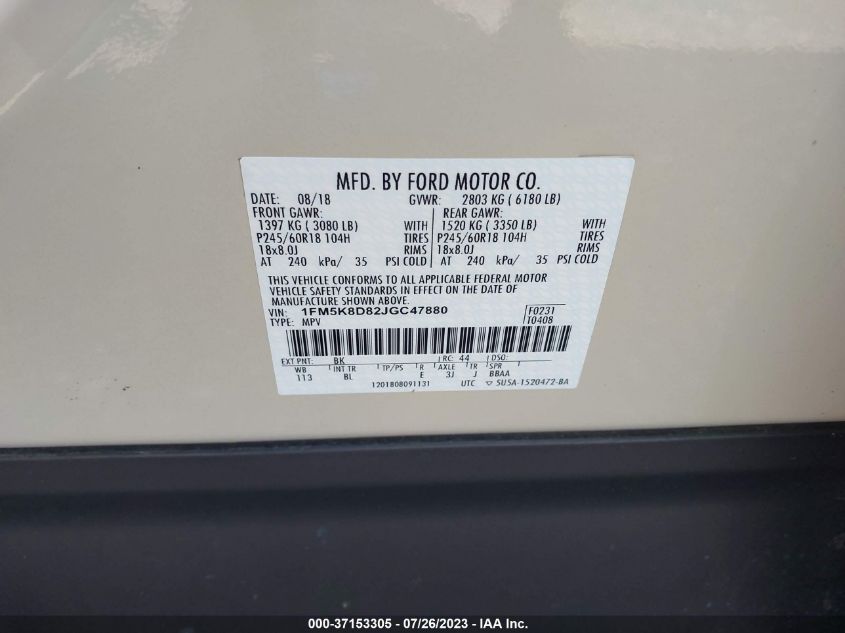 MFD. BY FORD MOTOR CO.
DATE: 08/18 GVWR: 2803 KG ( 6180 LB)
FRONT GAWR: REAR GAWR:
1397 KG ( 3080 LB) WITH 1520 KG ( 3350 LB) WITH
P245/60R18 104H TIRES P245/60R18 104H TIRES
18x8.0J RIMS 18x8.0J RIMS
AT 240 kPa/ 35 PSI COLD AT 240 kPa/ 35 PSI COLD
THIS VEHICLE CONFORMS TO ALL APPLICABLE FEDERAL MOTOR
VEHICLE SAFETY STANDARDS IN EFFECT ON THE DATE OF
MANUFACTURE SHOWN ABOVE.
VIN: 1FM5K8D82JGC47880 F0231
TYPE: MPV T0408
EXT PNT: BK RC: 44 DSO:
WB INT TR TP/PS R AXLE TR SPR
113 BL E 3J J BBAA
1201808091131 UTC 5U5A-1520472-BA
000-37153305 - 07/26/2023 - IAA Inc.